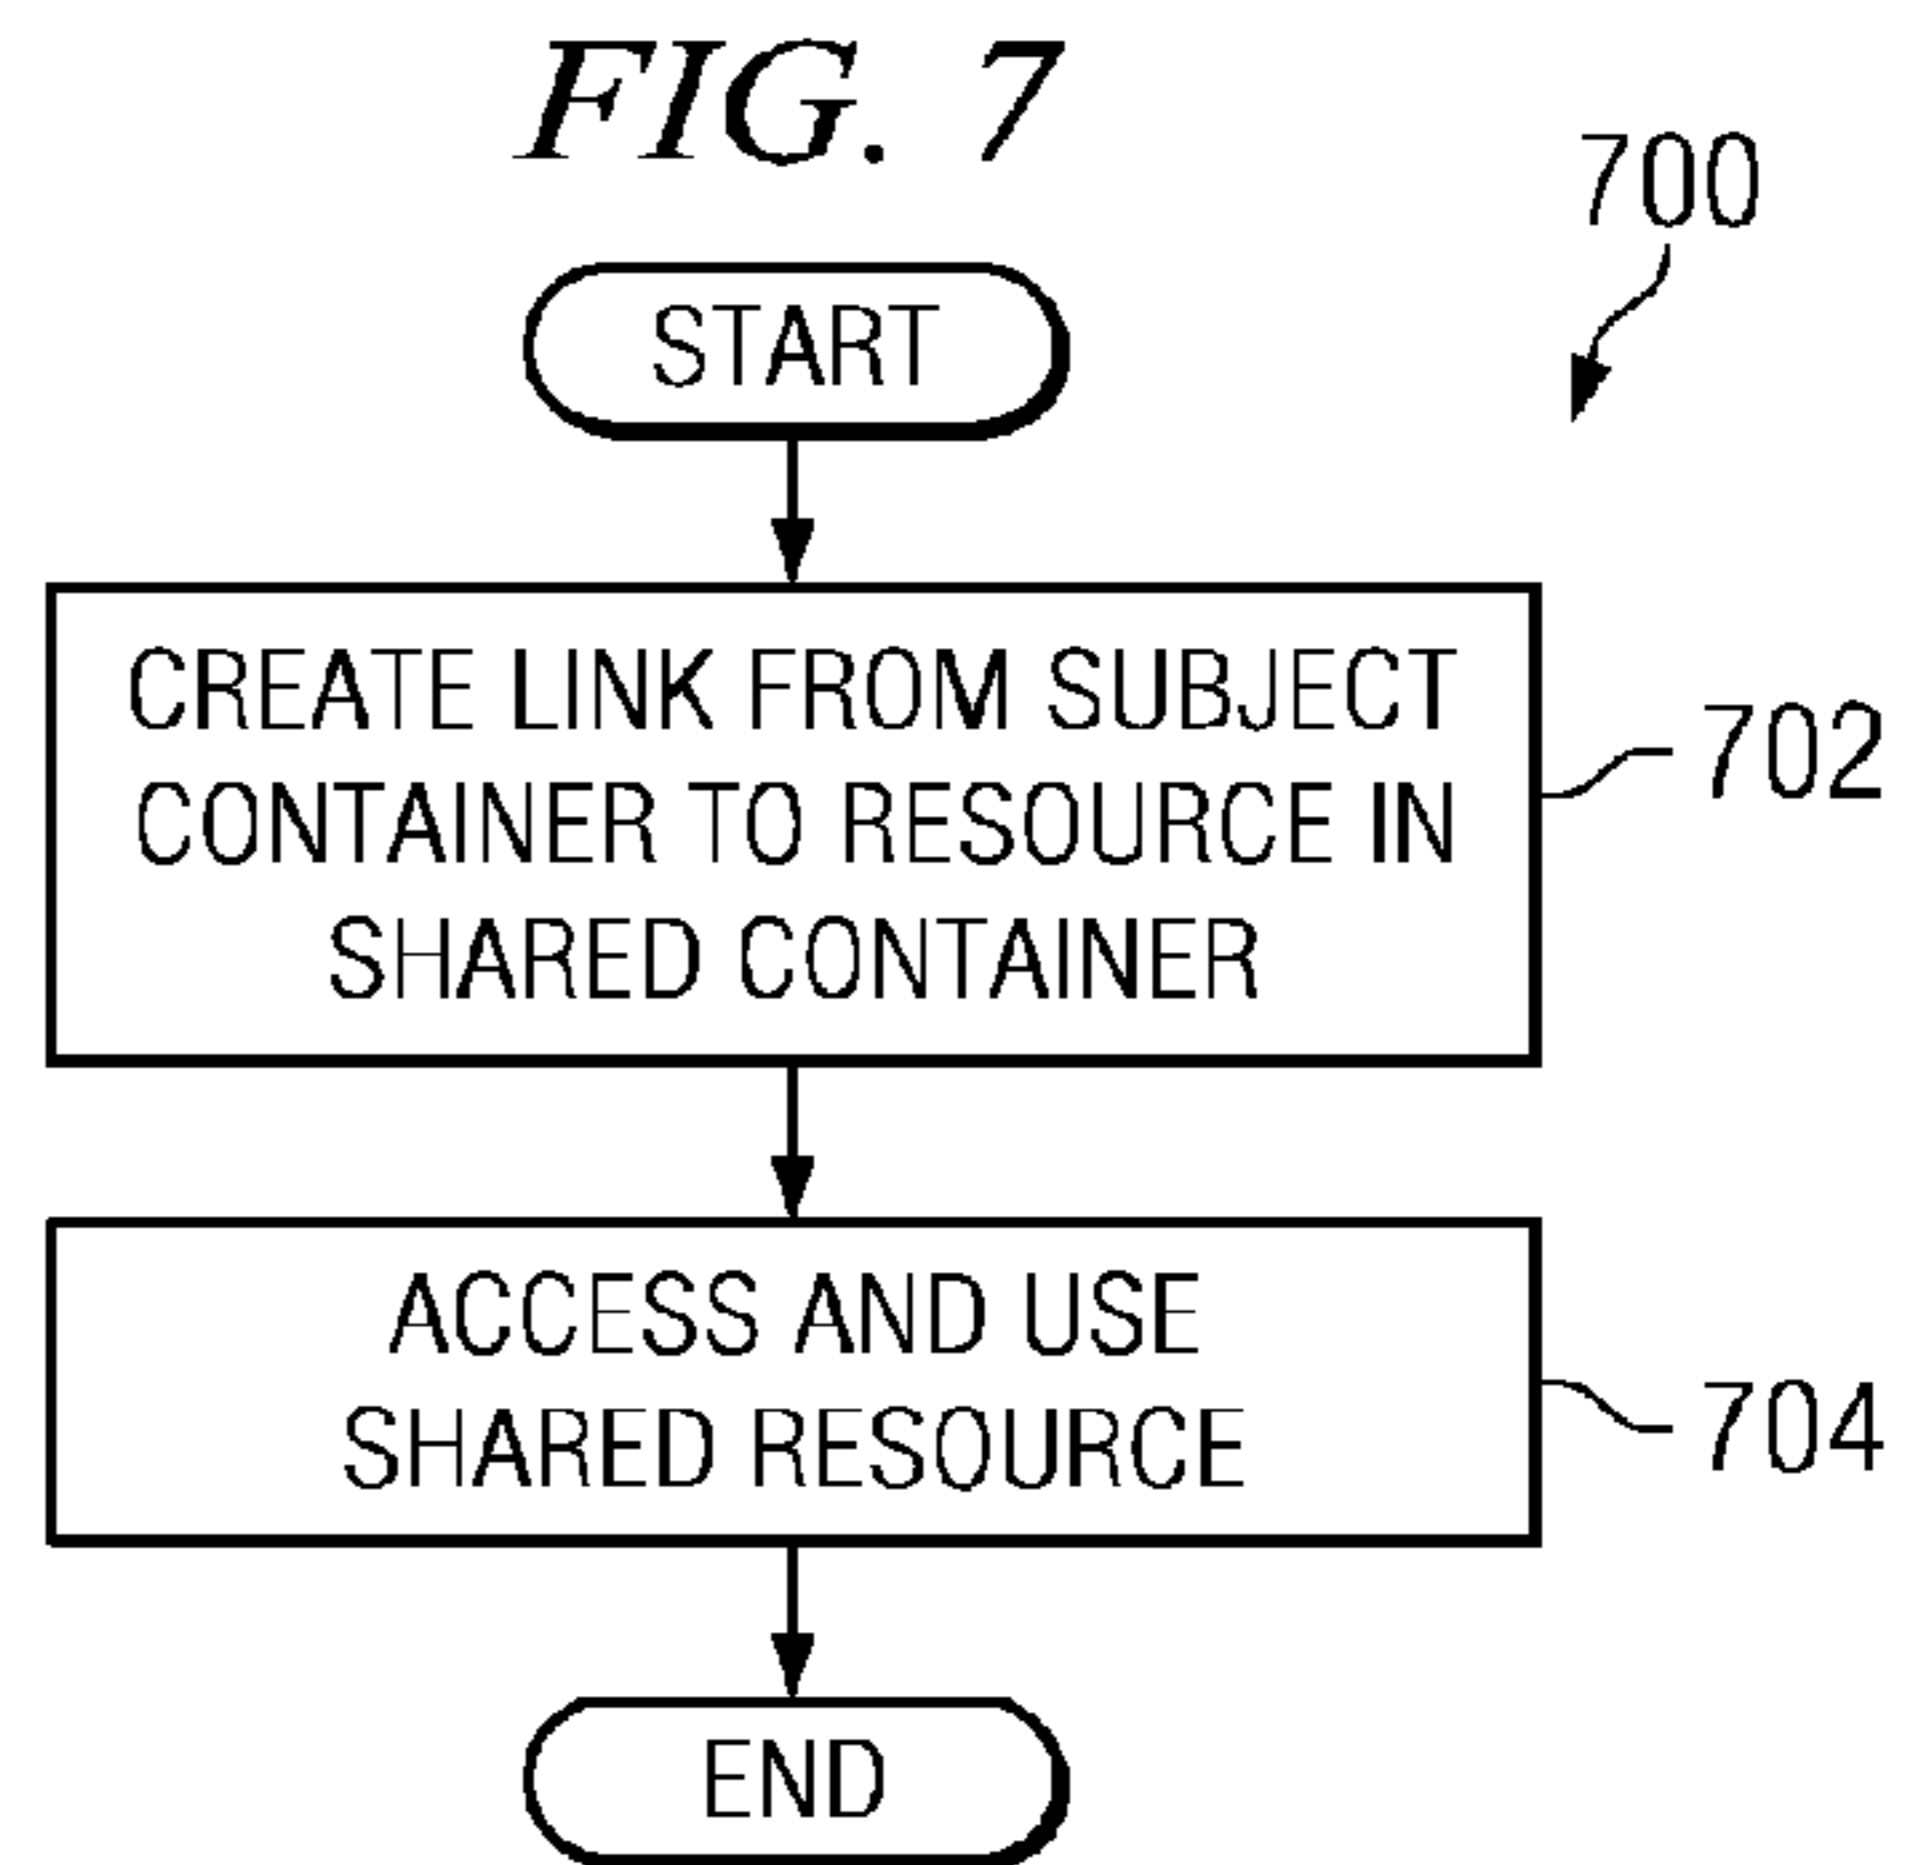 FIG. 7
700
START
CREATE LINK FROM SUBJECT
CONTAINER TO RESOURCE IN
SHARED CONTAINER
702
ACCESS AND USE
SHARED RESOURCE
704
END